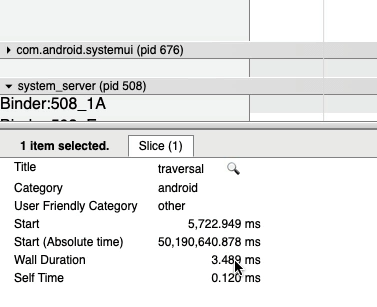 com.android.systemui (pid 676)
system_server (pid 508)
Binder:508_1A
1 item selected. Slice (1)
Title traversal
Category android
User Friendly Category other
Start 5,722.949 ms
Start (Absolute time) 50,190,640.878 ms
Wall Duration 3.489 ms
Self Time 0.120 ms